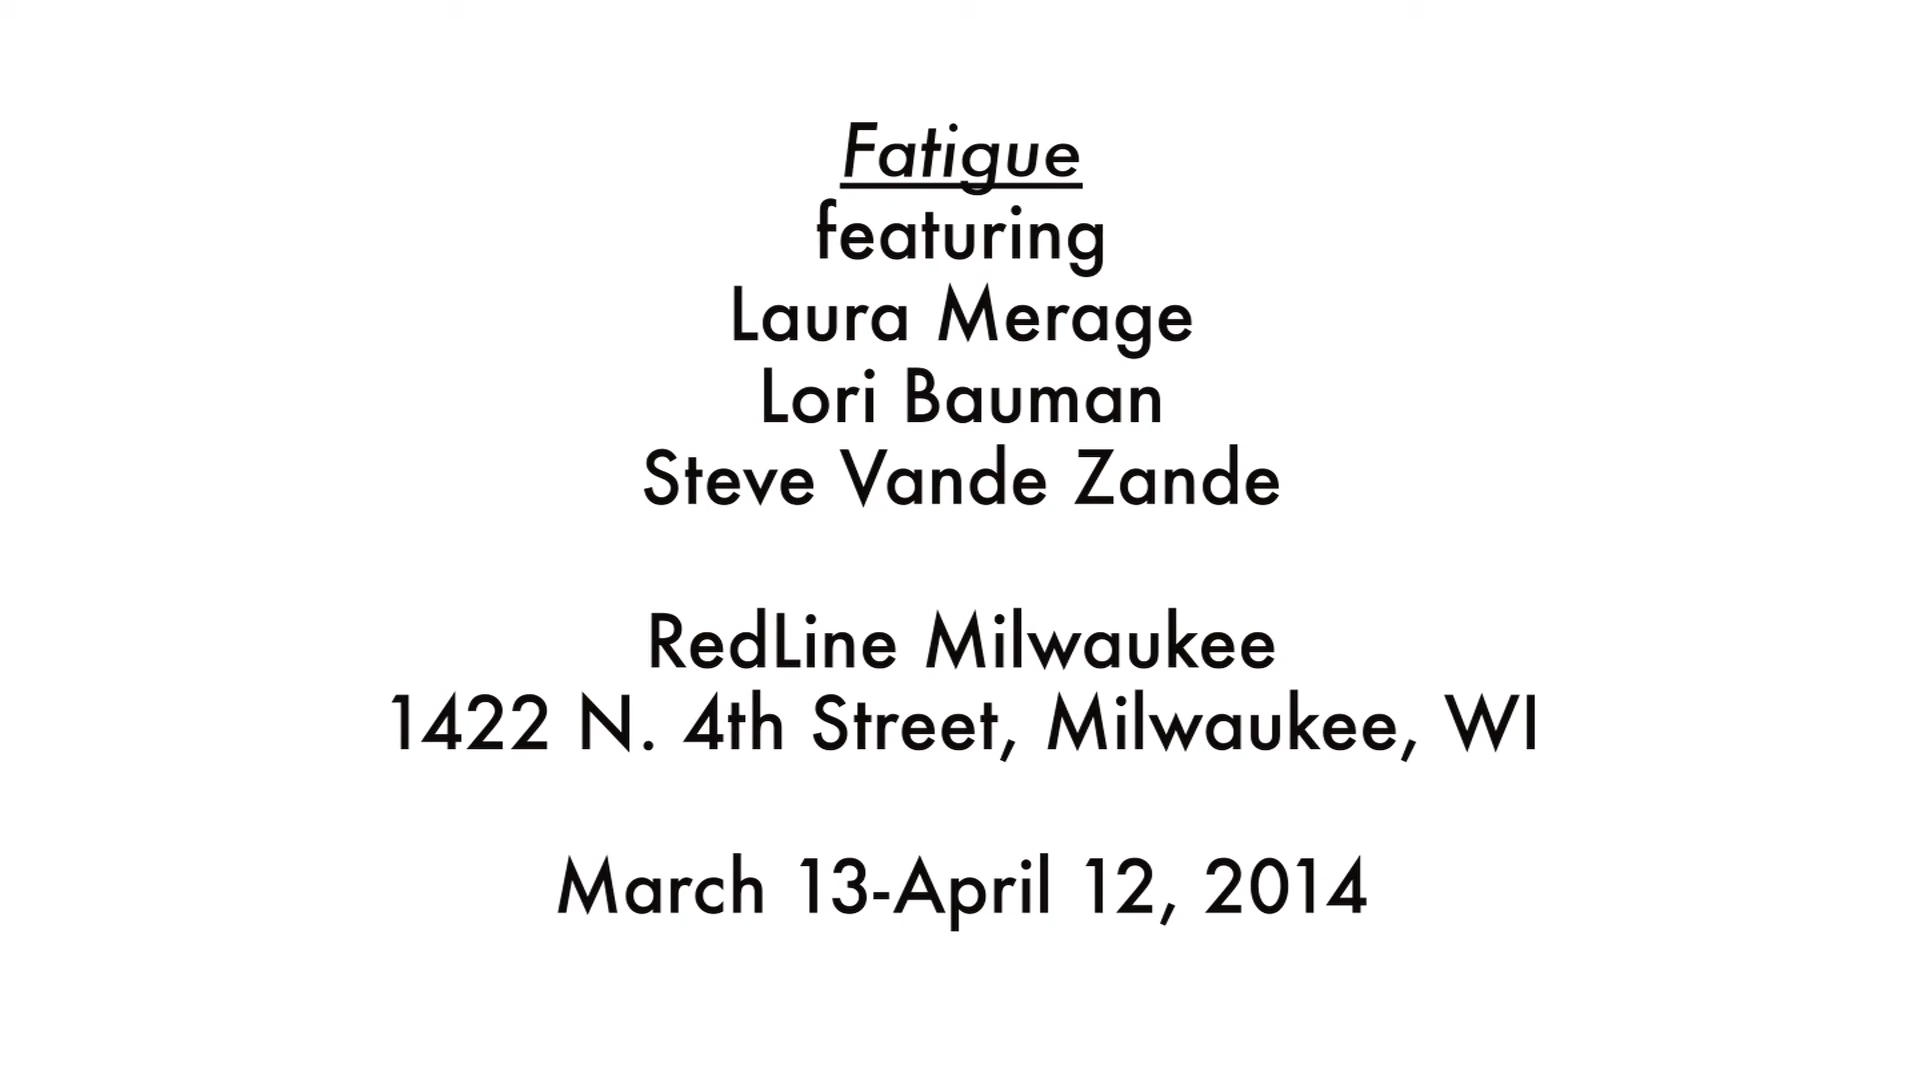 Fatigue
featuring
Laura Merage
Lori Bauman
Steve Vande Zande
RedLine Milwaukee
1422 N. 4th Street, Milwaukee, WI
March 13-April 12, 2014